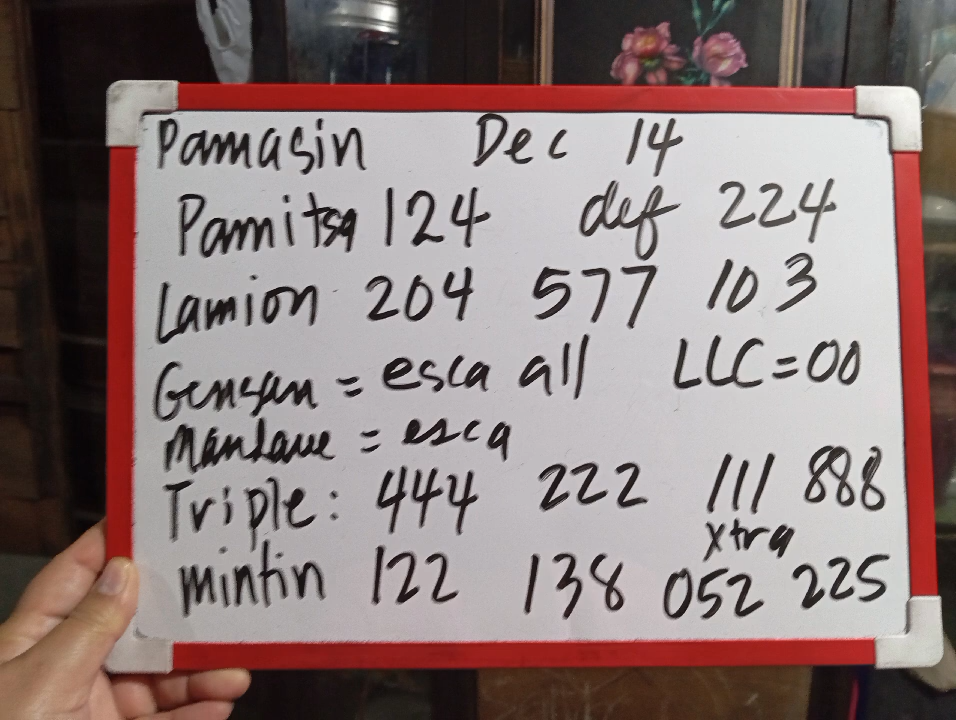 Pamasin Dec 14
Pamitsa 124 def 224
Lamion 204 577 103
Gensan = esca all LLC=00
Mandaue = esca
Triple: 444 222 111 888
xtra
mintin 122 138 052 225